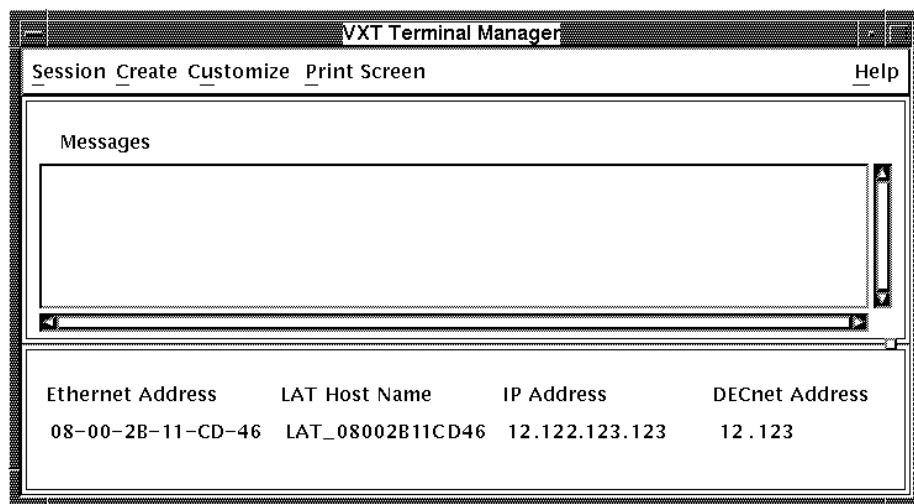 VXT Terminal Manager
Session Create Customize Print Screen Help
Messages
Ethernet Address LAT Host Name IP Address DECnet Address
08-00-2B-11-CD-46 LAT_08002B11CD46 12.122.123.123 12.123